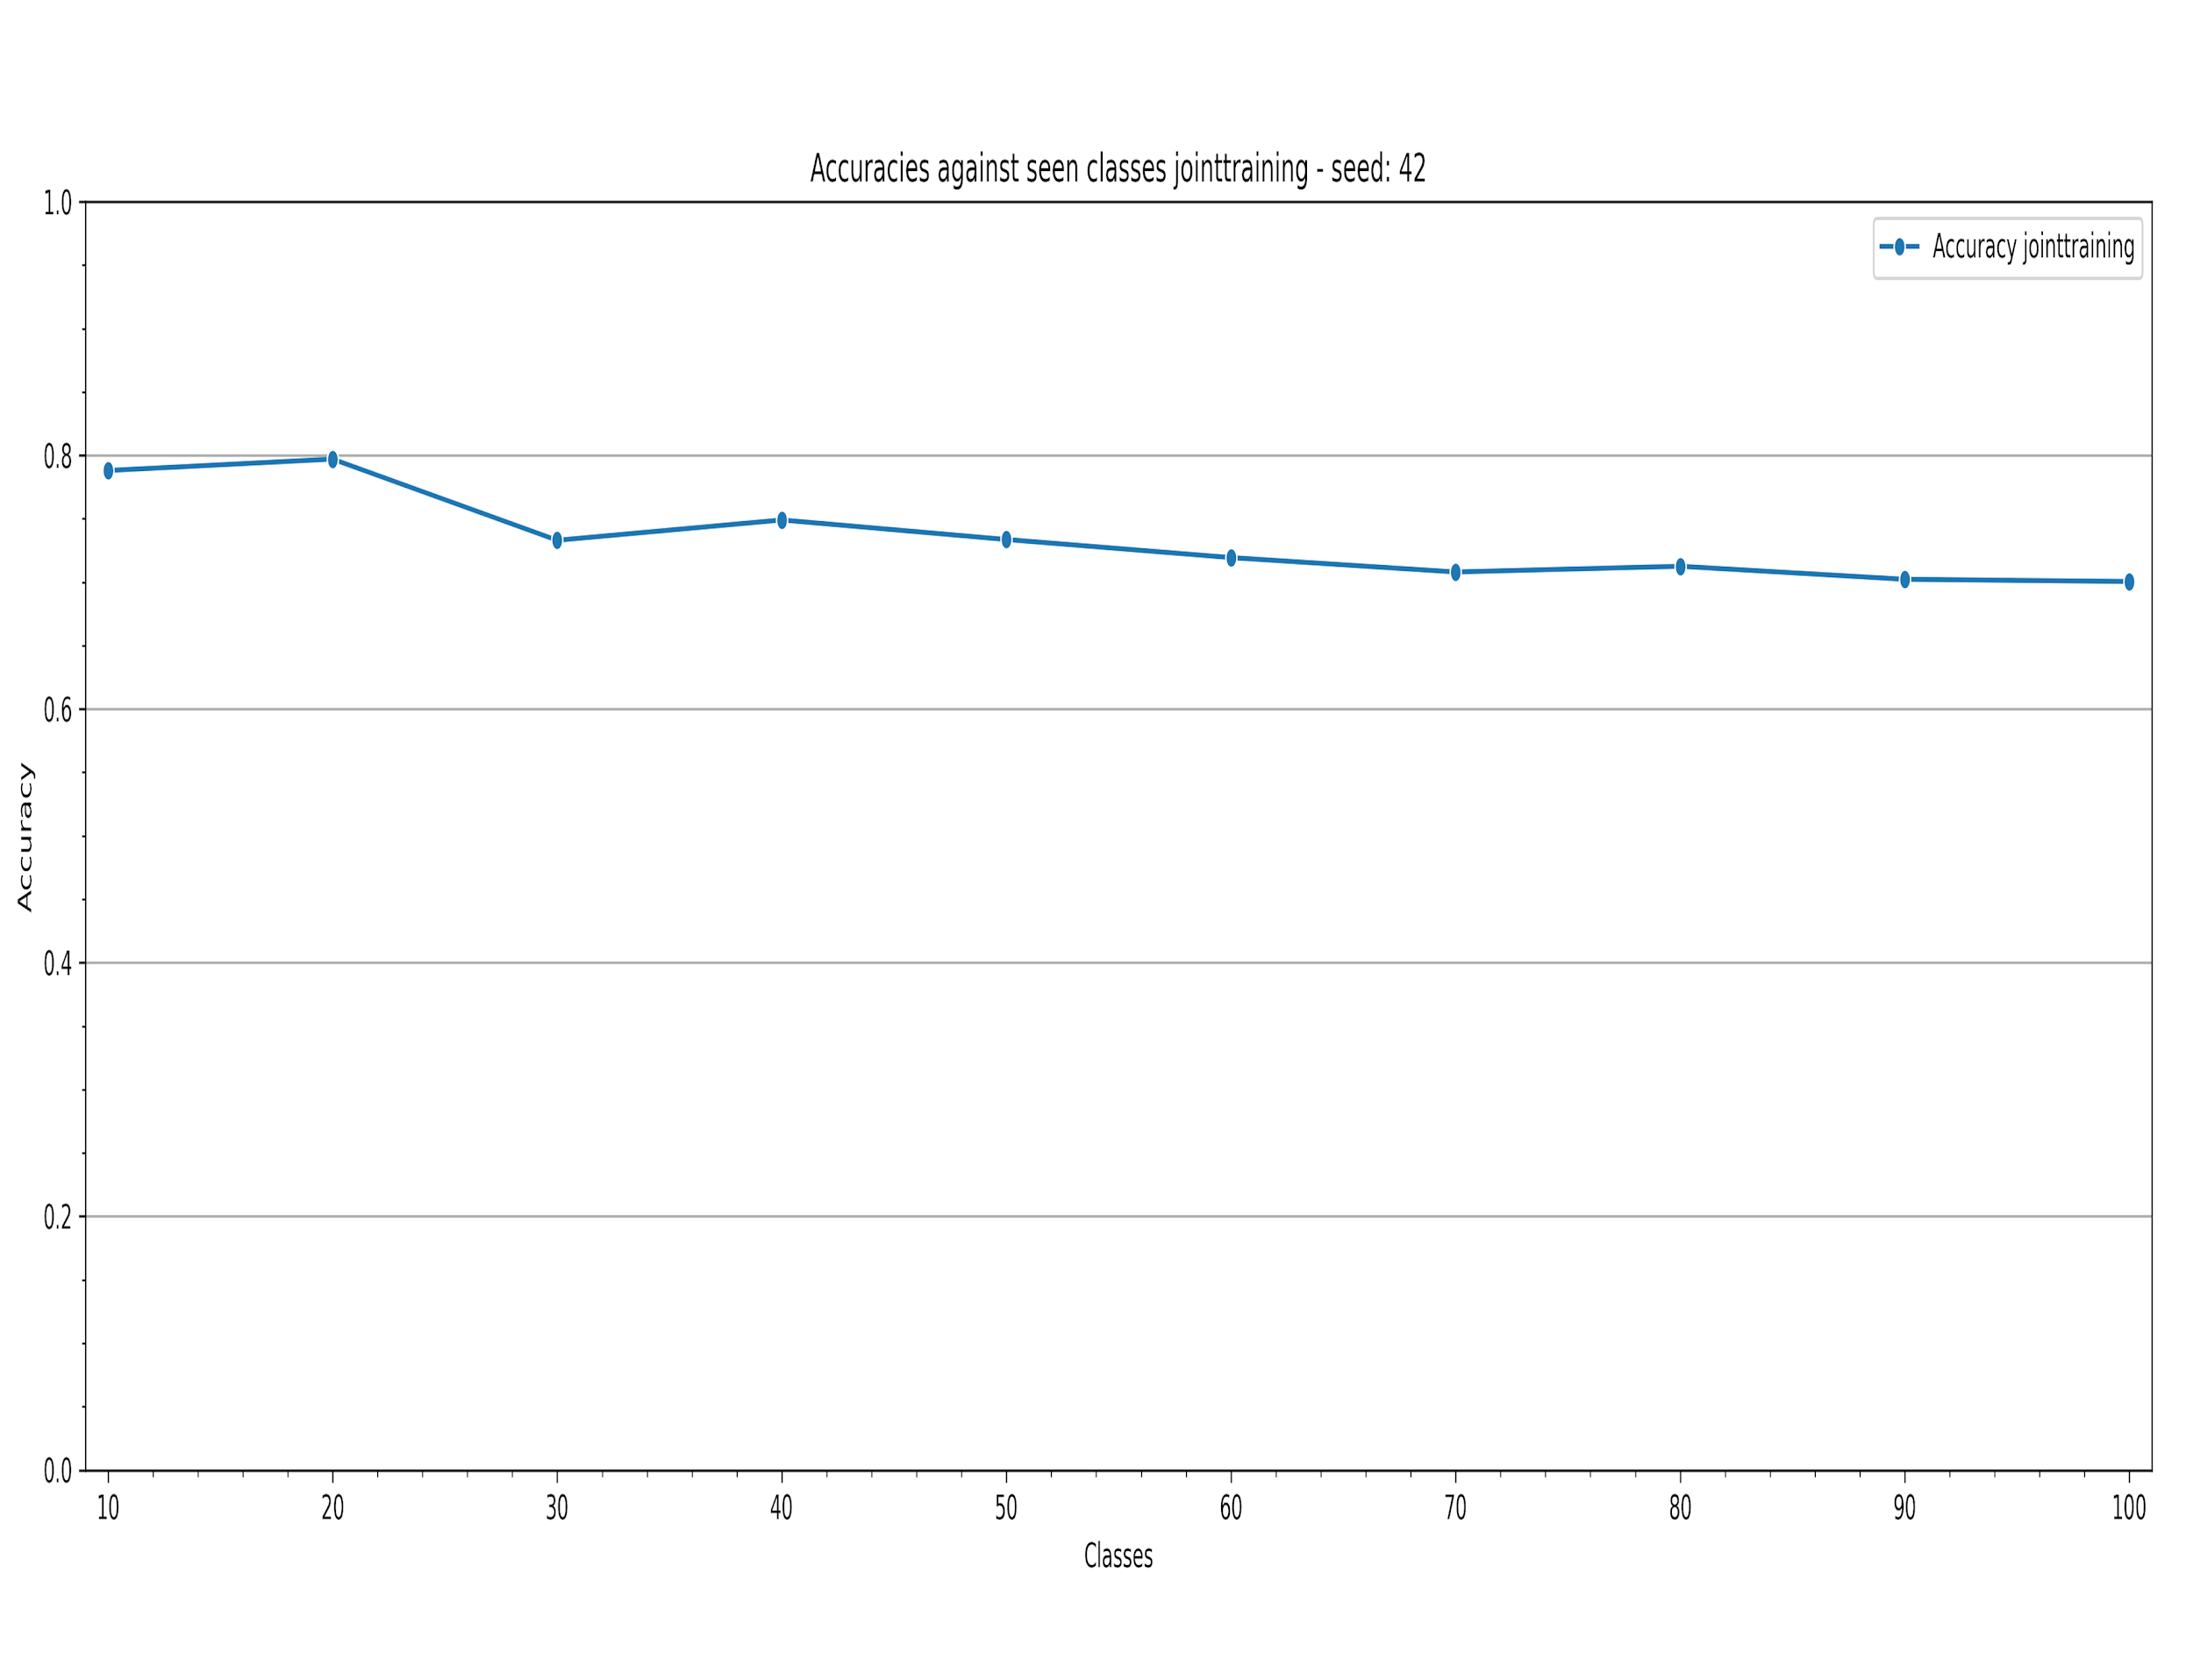 Accuracies against seen classes jointtraining - seed: 42
Accuracy jointtraining
1.0
0.8
0.6
0.4
0.2
0.0
Accuracy
10 20 30 40 50 60 70 80 90 100
Classes